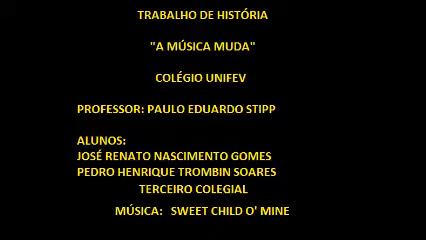 TRABALHO DE HISTÓRIA
"A MÚSICA MUDA"
COLÉGIO UNIFEV
PROFESSOR: PAULO EDUARDO STIPP
ALUNOS:
JOSÉ RENATO NASCIMENTO GOMES
PEDRO HENRIQUE TROMBIN SOARES
TERCEIRO COLEGIAL
MÚSICA: SWEET CHILD O' MINE